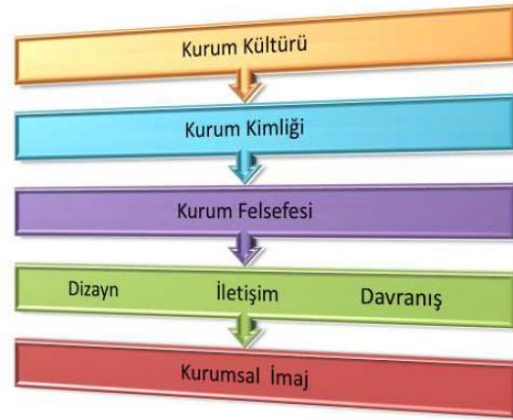 Kurum Kültürü
Kurum Kimliği
Kurum Felsefesi
Dizayn İletişim Davranış
Kurumsal İmaj